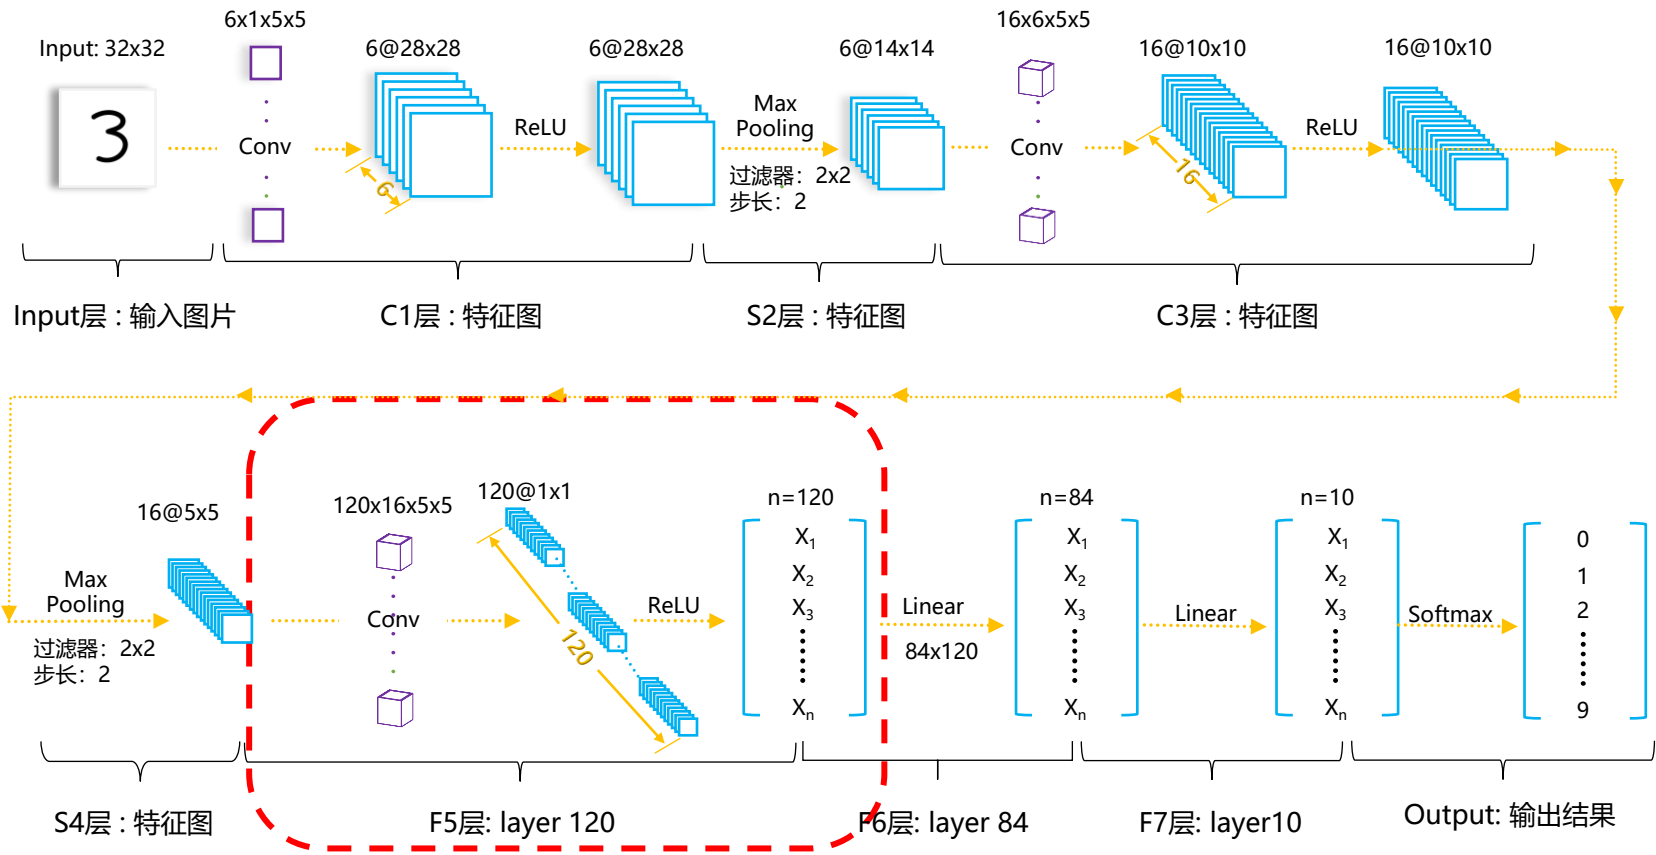 Input: 32x32
3
6x1x5x5
Conv
6@28x28
6
ReLU
6@28x28
Max
Pooling
过滤器：2x2
步长：2
6@14x14
16x6x5x5
Conv
16@10x10
16
ReLU
16@10x10
Input层 : 输入图片
C1层 : 特征图
S2层 : 特征图
C3层 : 特征图
Max
Pooling
过滤器：2x2
步长：2
16@5x5
120x16x5x5
Conv
120@1x1
120
ReLU
n=120
X1
X2
X3
Xn
Linear
84x120
n=84
X1
X2
X3
Xn
Linear
n=10
X1
X2
X3
Xn
Softmax
0
1
2
9
S4层 : 特征图
F5层: layer 120
F6层: layer 84
F7层: layer10
Output: 输出结果